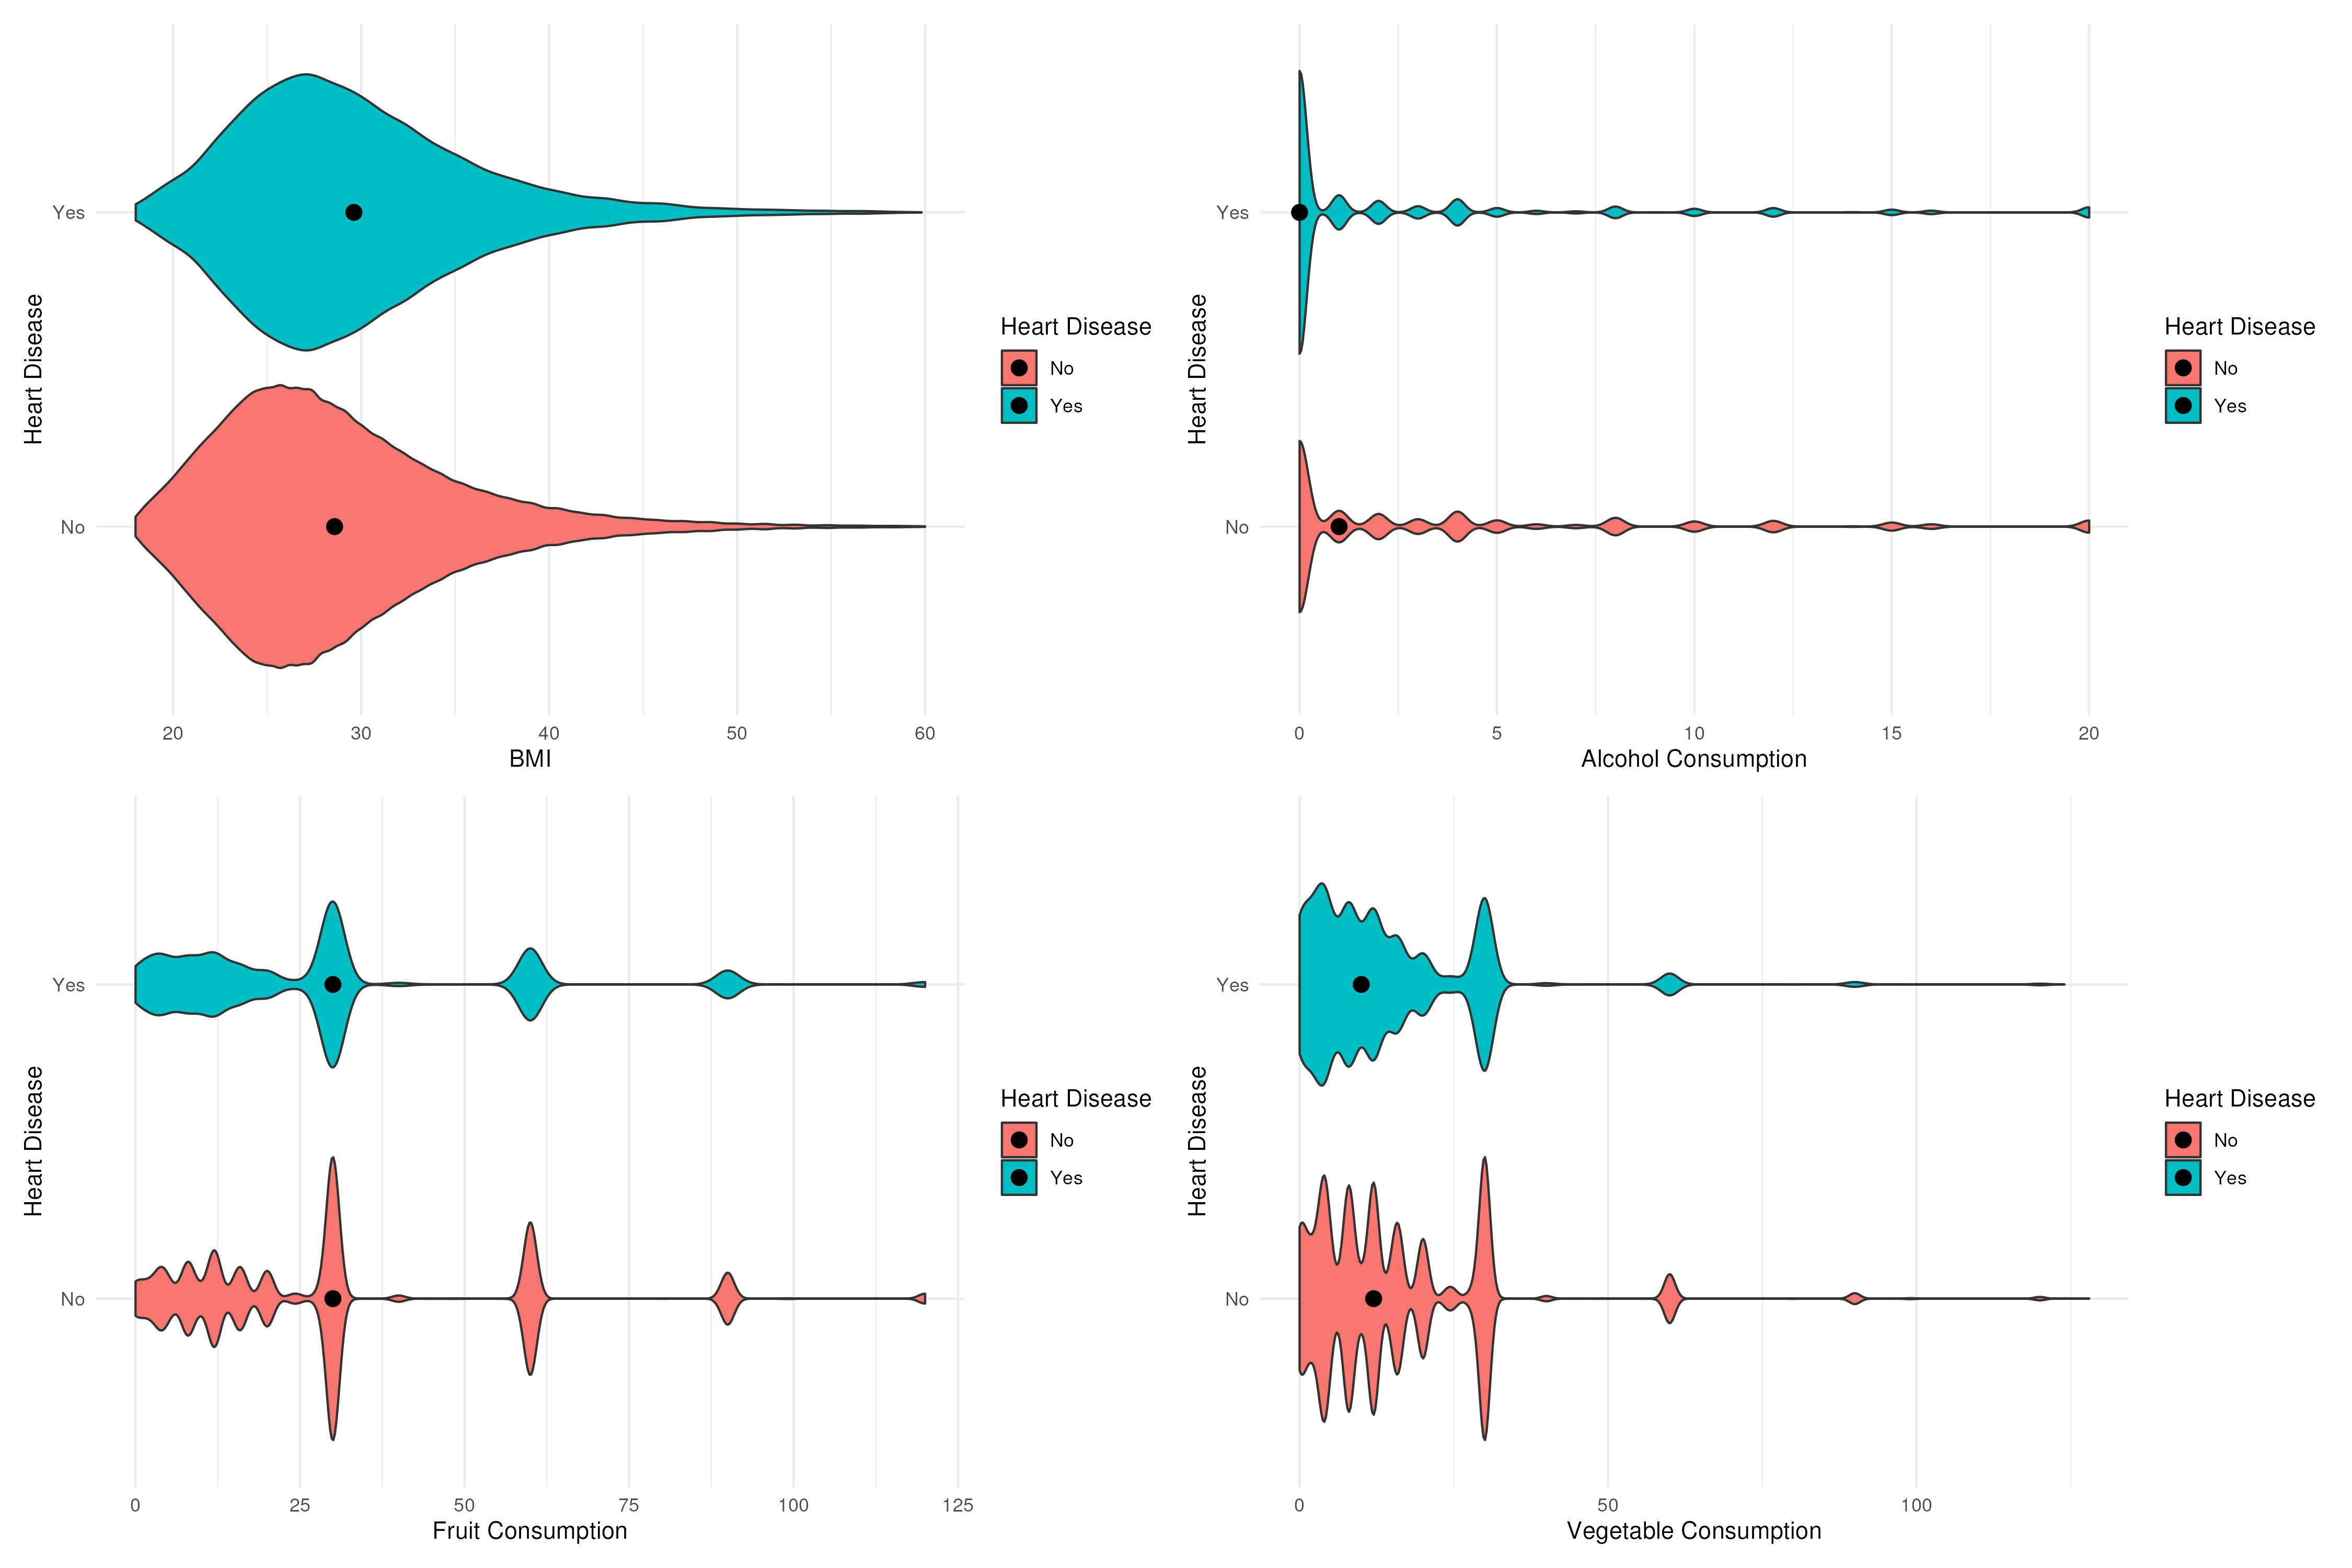 Heart Disease
Yes
No
20 30 40 50 60
BMI
Heart Disease
No
Yes
Heart Disease
Yes
No
0 5 10 15 20
Alcohol Consumption
Heart Disease
No
Yes
Heart Disease
Yes
No
0 25 50 75 100 125
Fruit Consumption
Heart Disease
No
Yes
Heart Disease
Yes
No
0 50 100
Vegetable Consumption
Heart Disease
No
Yes